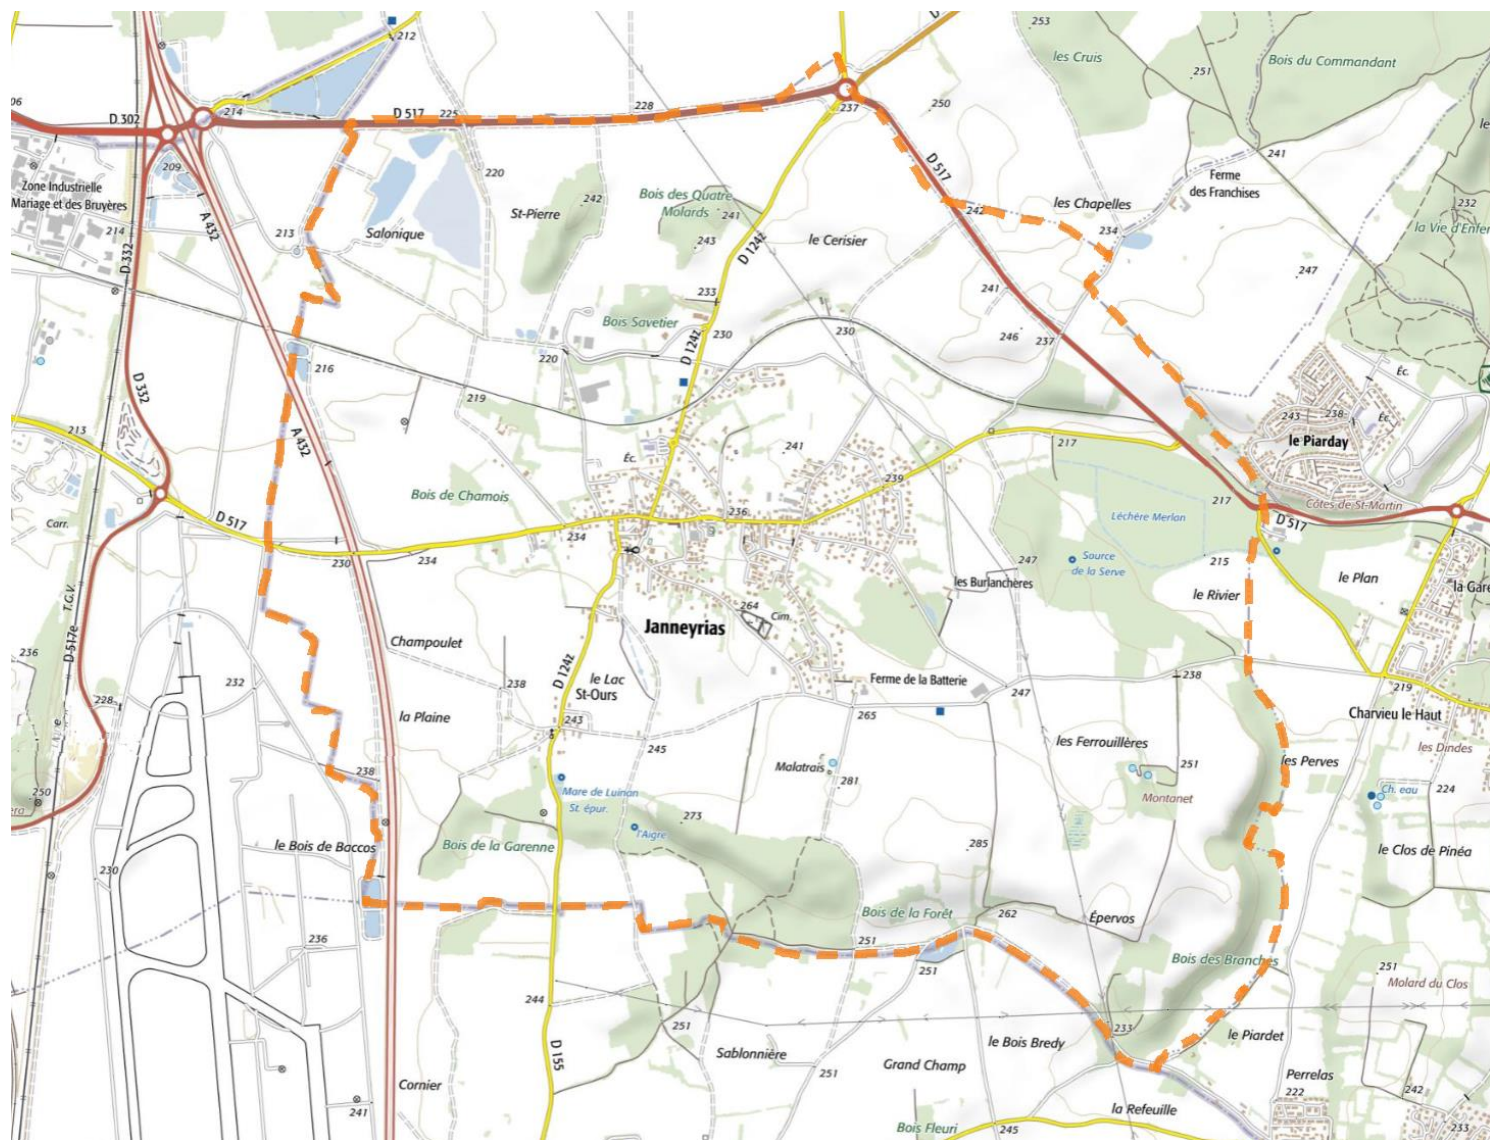 253
les Cruis
Bois du Commandant
212
251
D 302
214
D 517
225
228
237
250
D 517
241
209
Zone Industrielle
Mariage et des Bruyères
220
Ferme
des Franchises
242
Bois des Quatre
Molards
241
St-Pierre
les Chapelles
242
232
la Vie d'Enfer
A 432
214
213
Salonique
243
le Cerisier
234
D 332
D 124z
247
233
241
Bois Savetier
230
230
246
237
D 124z
220
216
D 332
219
Éc.
213
A 432
243
238
Éc.
217
241
le Piarday
Éc.
239
Bois de Chamois
217
Côtes de St-Martin
D 517
236
Léchère Merlan
D 517
Carr.
234
230
234
247
Source
de la Serve
215
le Plan
les Burlanchères
le Rivier
la Gare
T.G.V.
264
Cim.
Janneyrias
Champoulet
D 517e
236
D 124z
le Lac
St-Ours
232
238
Ferme de la Batterie
247
238
219
228
la Plaine
243
265
Charvieu le Haut
245
les Ferrouillères
les Dindes
238
Malatrais
251
les Perves
250
Mare de Luinan
St. épur.
281
Montanet
Ch. eau
224
273
l'Aigre
le Bois de Baccos
Bois de la Garenne
285
le Clos de Pinéa
230
Bois de la Forêt
262
Épervos
236
251
251
Bois des Branches
251
Molard du Clos
244
251
233
le Piardet
D 155
Sablonnière
le Bois Bredy
251
Grand Champ
Perrelas
Cornier
222
242
241
la Refeuille
Bois Fleuri
245
233